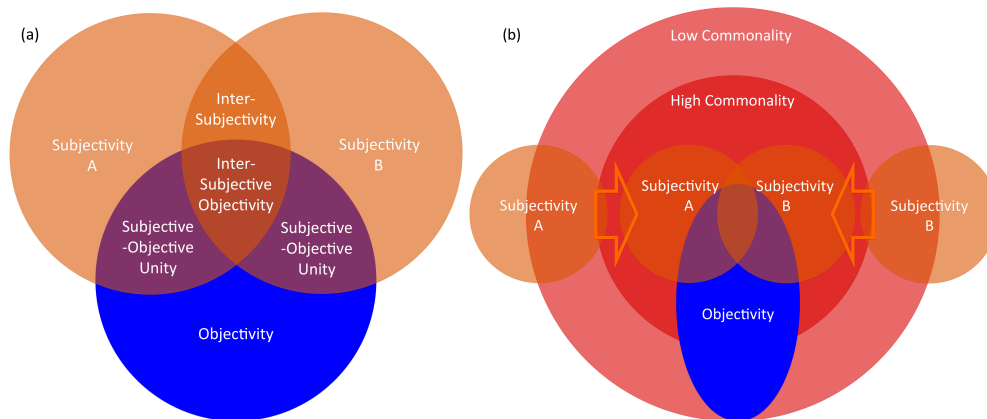 (a)
Inter-
Subjectivity
Subjectivity
A
Subjectivity
B
Inter-
Subjective
Objectivity
Subjective
-Objective
Unity
Subjective
-Objective
Unity
Objectivity
(b)
Low Commonality
High Commonality
Subjectivity
A
Subjectivity
A
Subjectivity
B
Subjectivity
B
Objectivity